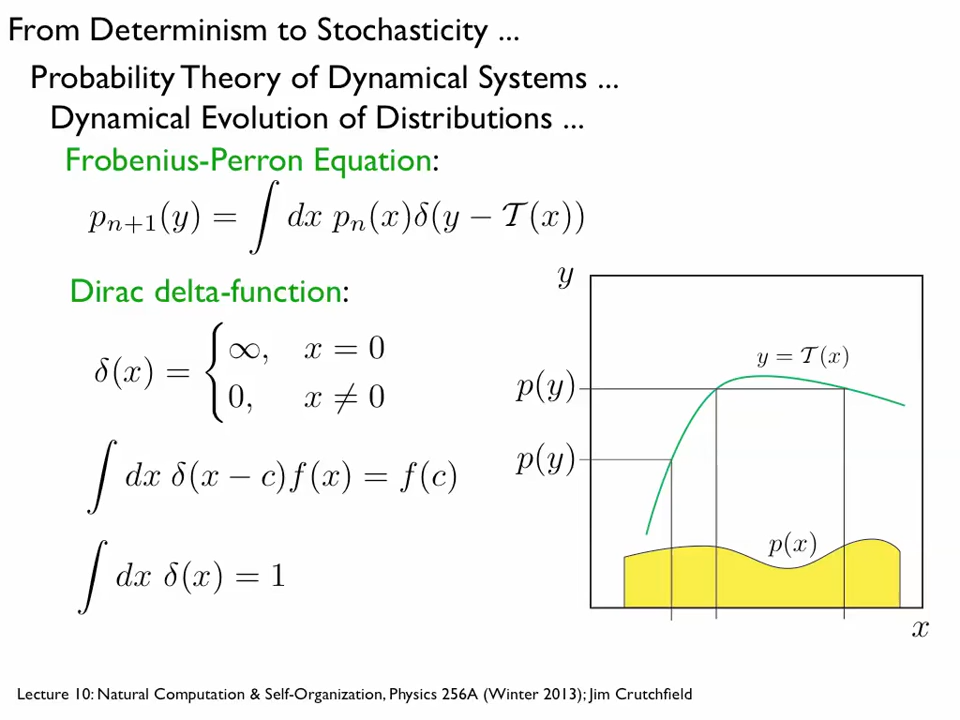 From Determinism to Stochasticity ...
Probability Theory of Dynamical Systems ...
Dynamical Evolution of Distributions ...
Frobenius-Perron Equation:
pₙ₊₁(y) = ∫ dx pₙ(x)δ(y − 𝒯(x))
Dirac delta-function:
δ(x) = { ∞, x = 0
0, x ≠ 0
∫ dx δ(x − c)f(x) = f(c)
∫ dx δ(x) = 1
y
y = 𝒯(x)
p(y)
p(y)
p(x)
x
Lecture 10: Natural Computation & Self-Organization, Physics 256A (Winter 2013); Jim Crutchfield